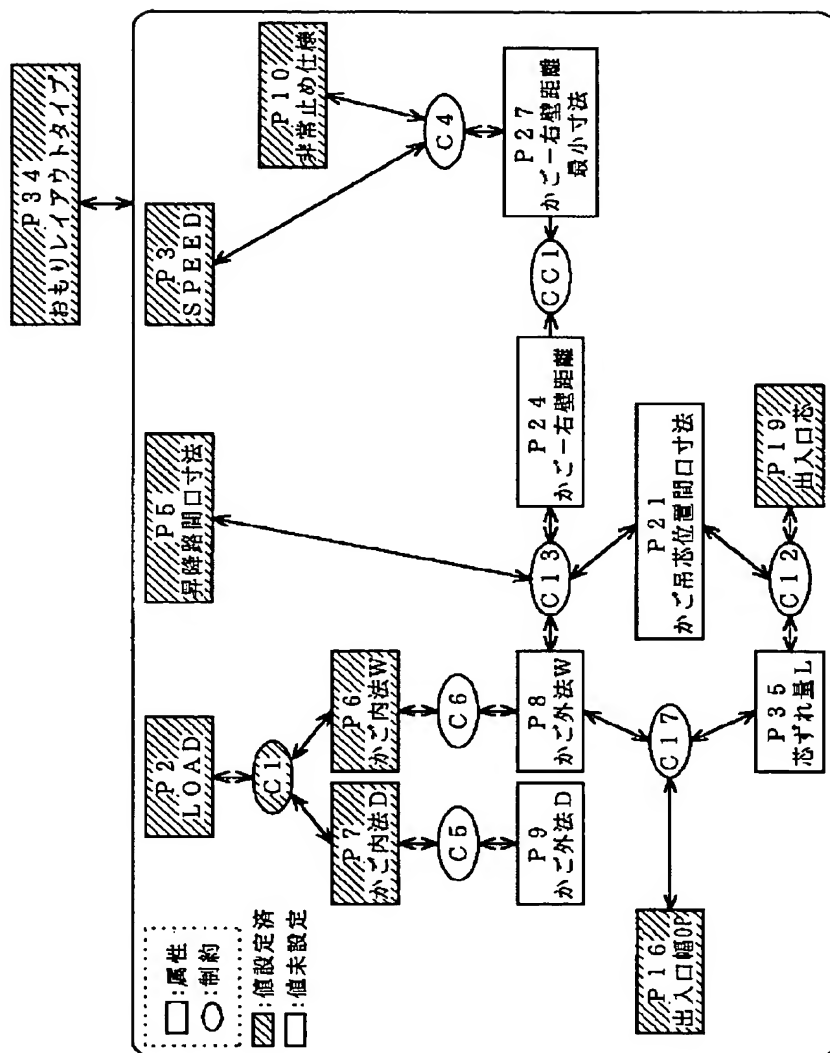 P34
おもりレイアウトタイプ
□:属性
○:制約
:値設定済
:値未設定
P2
LOAD
P5
昇降路間口寸法
P3
SPEED
P10
非常止め仕様
C1
C4
P7
かご内法D
P6
かご内法W
C5
C6
P9
かご外法D
P8
かご外法W
C13
P24
かごー右壁距離
CC1
P27
かごー右壁距離
最小寸法
C17
P21
かご吊芯位置間口寸法
P16
出入口幅OP
P35
芯ずれ量L
C12
P19
出入口芯